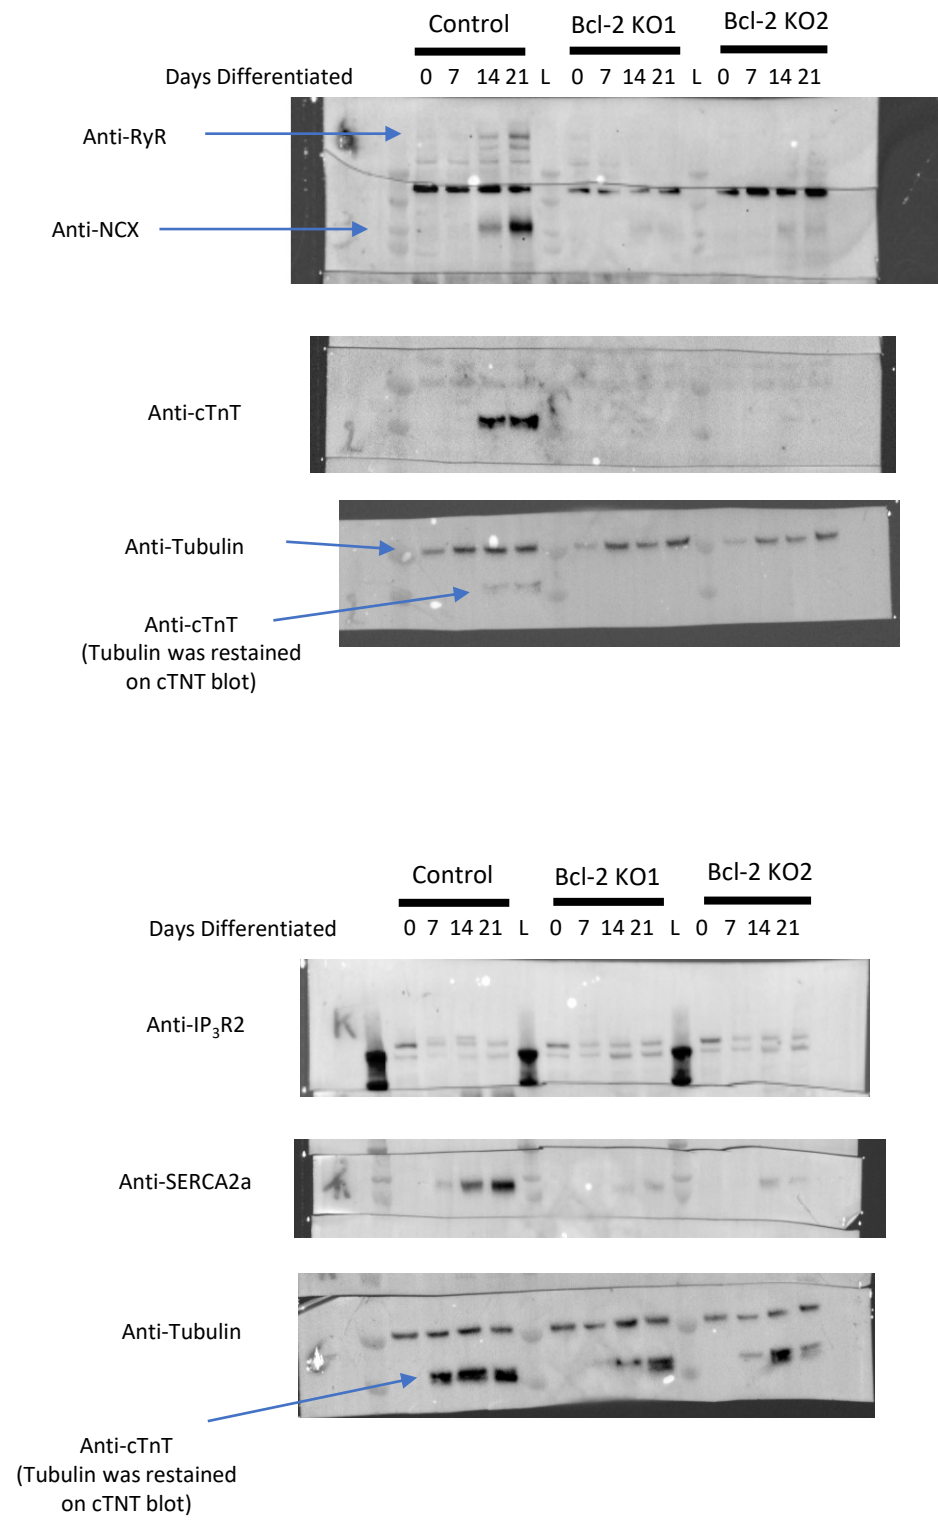 Control Bcl-2 KO1 Bcl-2 KO2
Days Differentiated 0 7 14 21 L 0 7 14 21 L 0 7 14 21
Anti-RyR
Anti-NCX
Anti-cTnT
Anti-Tubulin
Anti-cTnT
(Tubulin was restained
on cTNT blot)
Control Bcl-2 KO1 Bcl-2 KO2
Days Differentiated 0 7 14 21 L 0 7 14 21 L 0 7 14 21
K
Anti-IP₃R2
Anti-SERCA2a
Anti-Tubulin
Anti-cTnT
(Tubulin was restained
on cTNT blot)